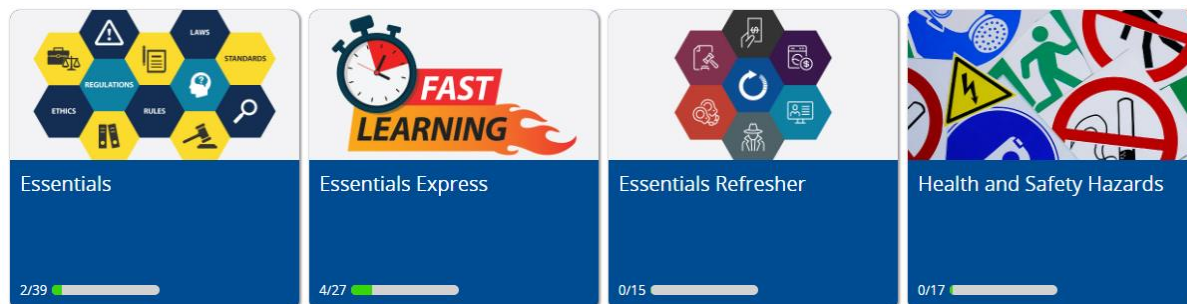 LAWS
STANDARDS
REGULATIONS
ETHICS
RULES
Essentials
2/39
FAST
LEARNING
Essentials Express
4/27
Essentials Refresher
0/15
Health and Safety Hazards
0/17